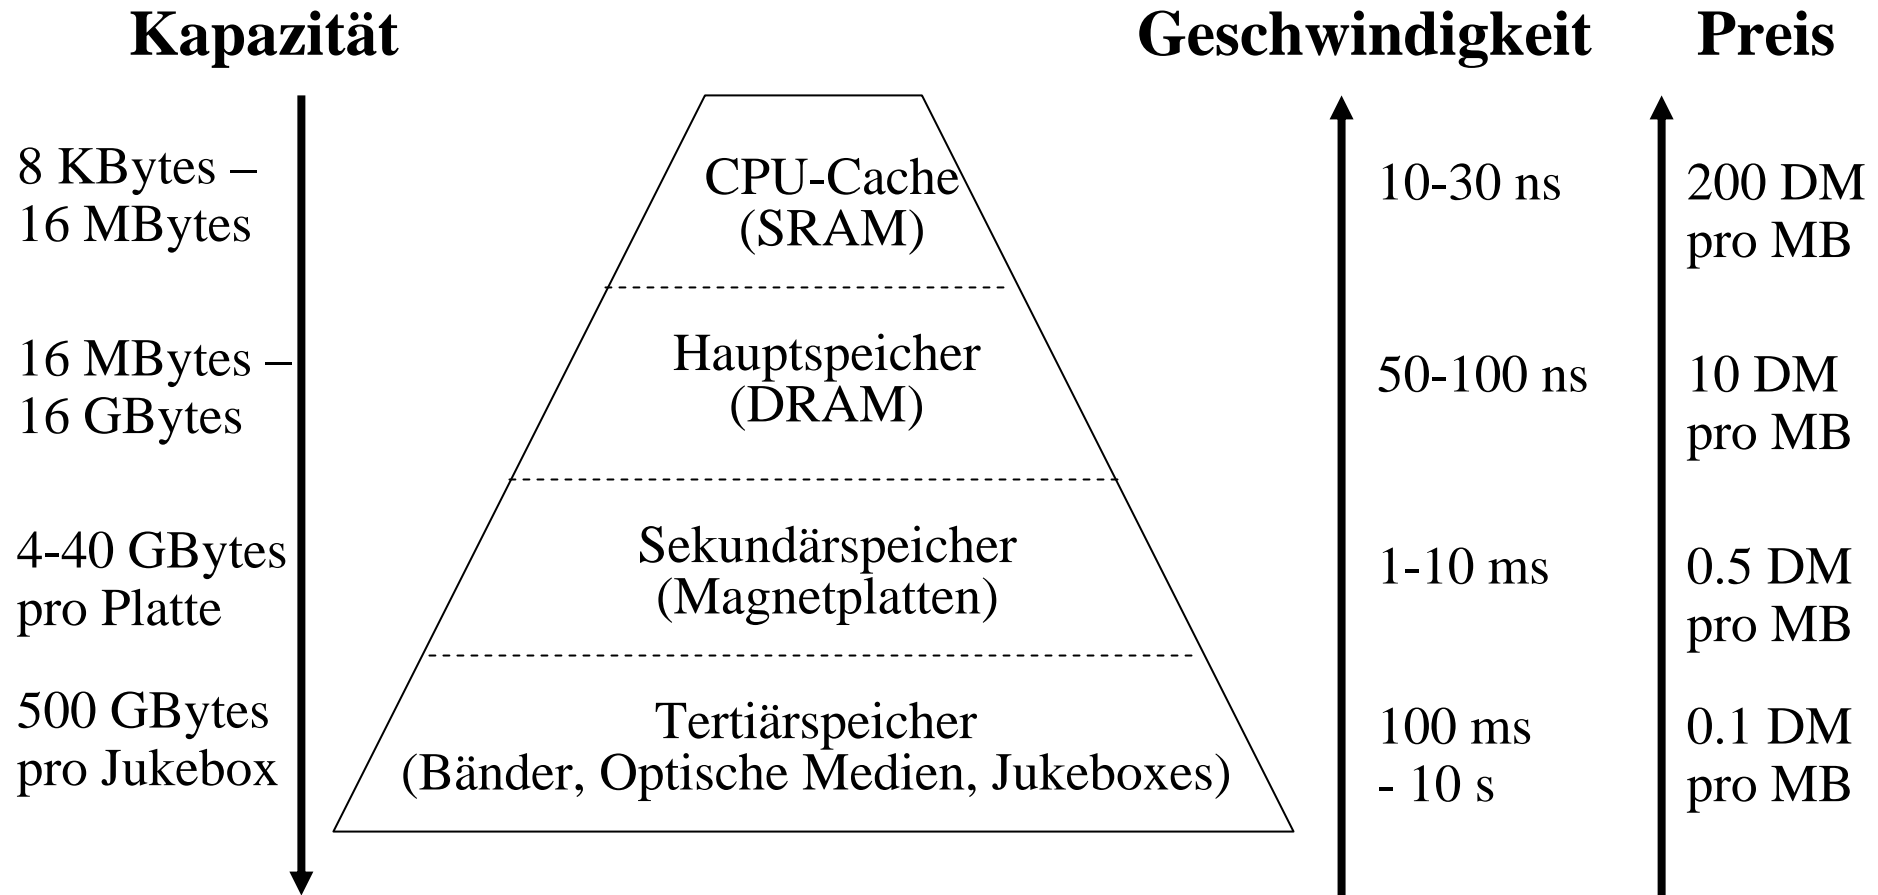 Kapazität
Geschwindigkeit
Preis
8 KBytes –
16 MBytes
CPU-Cache
(SRAM)
10-30 ns
200 DM
pro MB
16 MBytes –
16 GBytes
Hauptspeicher
(DRAM)
50-100 ns
10 DM
pro MB
4-40 GBytes
pro Platte
Sekundärspeicher
(Magnetplatten)
1-10 ms
0.5 DM
pro MB
500 GBytes
pro Jukebox
Tertiärspeicher
(Bänder, Optische Medien, Jukeboxes)
100 ms
- 10 s
0.1 DM
pro MB